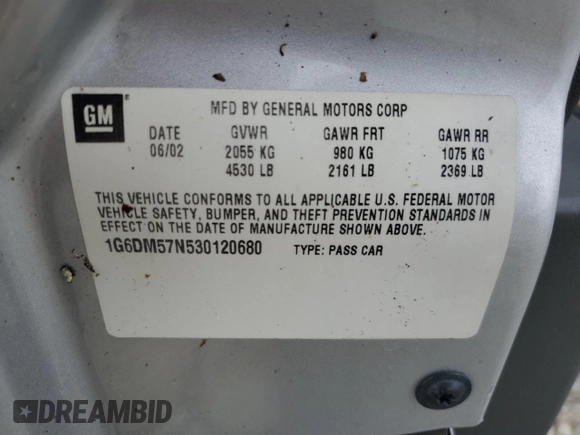 GM
®
MFD BY GENERAL MOTORS CORP
DATE GVWR GAWR FRT GAWR RR
06/02 2055 KG 980 KG 1075 KG
4530 LB 2161 LB 2369 LB
THIS VEHICLE CONFORMS TO ALL APPLICABLE U.S. FEDERAL MOTOR
VEHICLE SAFETY, BUMPER, AND THEFT PREVENTION STANDARDS IN
EFFECT ON THE DATE OF MANUFACTURE SHOWN ABOVE.
1G6DM57N530120680 TYPE: PASS CAR
DREAMBID